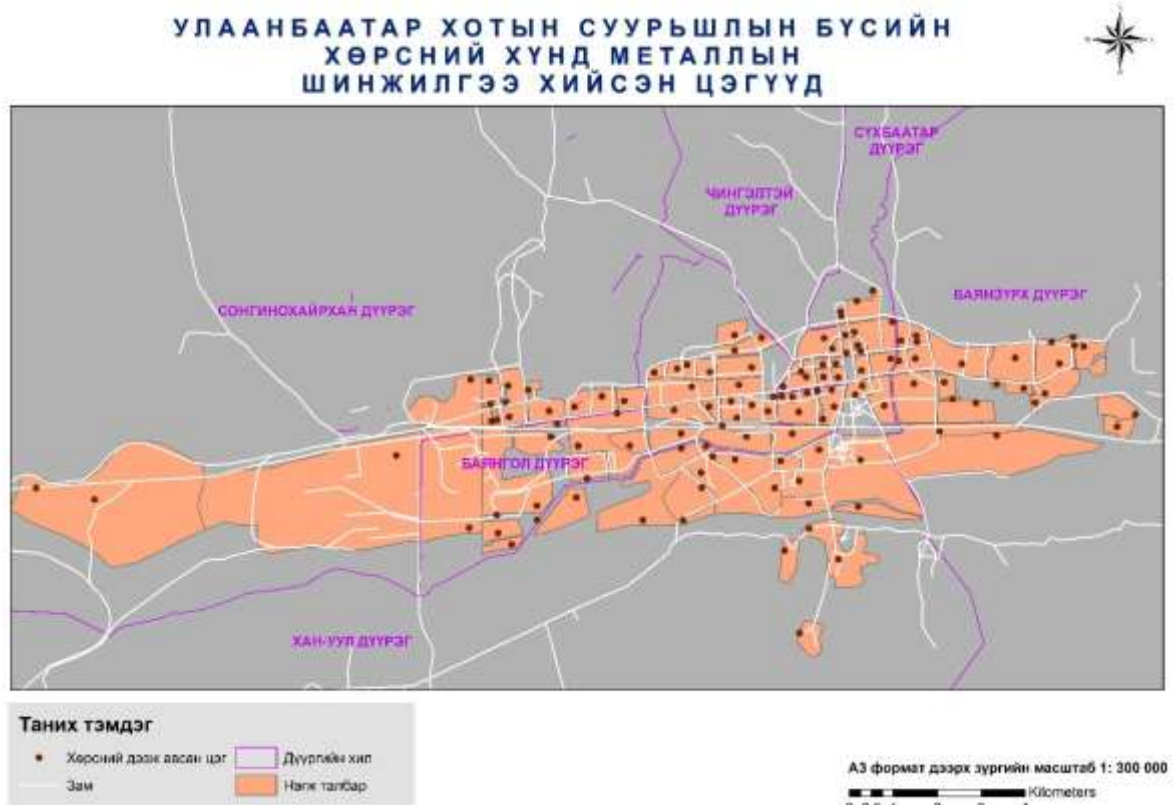 УЛААНБААТАР ХОТЫН СУУРЬШЛЫН БҮСИЙН
ХӨРСНИЙ ХҮНД МЕТАЛЛЫН
ШИНЖИЛГЭЭ ХИЙСЭН ЦЭГҮҮД
СҮХБААТАР
ДҮҮРЭГ
ЧИНГЭЛТЭЙ
ДҮҮРЭГ
БАЯНЗҮРХ ДҮҮРЭГ
СОНГИНОХАЙРХАН ДҮҮРЭГ
БАЯНГОЛ ДҮҮРЭГ
ХАН-УУЛ ДҮҮРЭГ
Таних тэмдэг
Хөрсний дээж авсан цэг
Дүүргийн хил
Зам
Нэгж талбар
А3 формат дээрх зургийн масштаб 1: 300 000
Kilometers